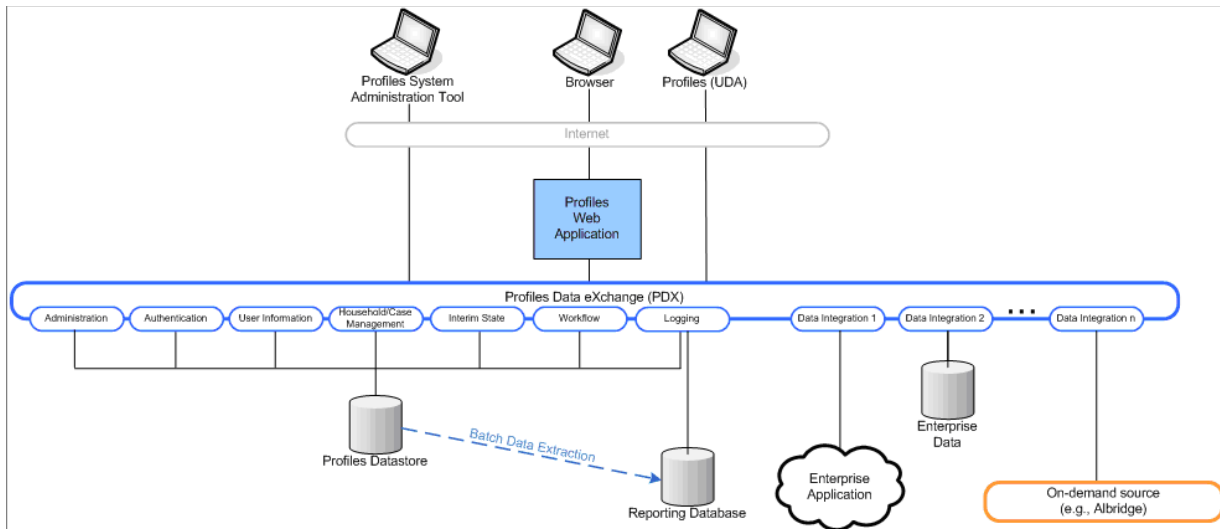 Profiles System
Administration Tool
Browser
Profiles (UDA)
Internet
Profiles
Web
Application
Profiles Data eXchange (PDX)
Administration
Authentication
User Information
Household/Case
Management
Interim State
Workflow
Logging
Data Integration 1
Data Integration 2
...
Data Integration n
Batch Data Extraction
Profiles Datastore
Reporting Database
Enterprise
Application
Enterprise
Data
On-demand source
(e.g., Albridge)